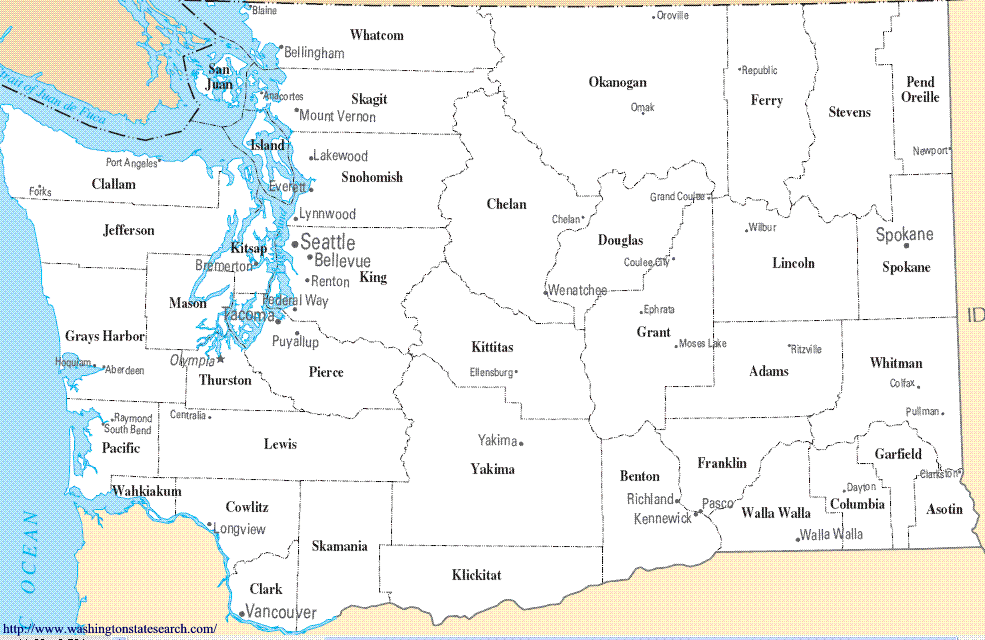 Blaine
Oroville
Whatcom
Bellingham
San
Juan
Okanogan
Republic
Ferry
Pend
Oreille
Stevens
Strait of Juan de Fuca
Anacortes
Skagit
Omak
Mount Vernon
Island
Lakewood
Newport
Port Angeles
Clallam
Snohomish
Everett
Forks
Chelan
Grand Coulee
Lynnwood
Chelan
Jefferson
Wilbur
Seattle
Kitsap
Douglas
Spokane
Bellevue
Bremerton
Coulee City
Lincoln
Spokane
King
Renton
Wenatchee
Mason
Federal Way
Ephrata
Tacoma
ID
Grays Harbor
Grant
Puyallup
Kittitas
Moses Lake
Ritzville
Olympia
Hoquiam
Aberdeen
Whitman
Thurston
Pierce
Ellensburg
Adams
Colfax
Raymond
Centralia
Pullman
South Bend
Pacific
Lewis
Yakima
Garfield
Yakima
Franklin
Benton
Clarkston
Wahkiakum
Dayton
Cowlitz
Richland
Pasco
Columbia
Walla Walla
Asotin
Kennewick
Longview
Walla Walla
Skamania
OCEAN
Klickitat
Clark
Vancouver
http://www.washingtonstatesearch.com/